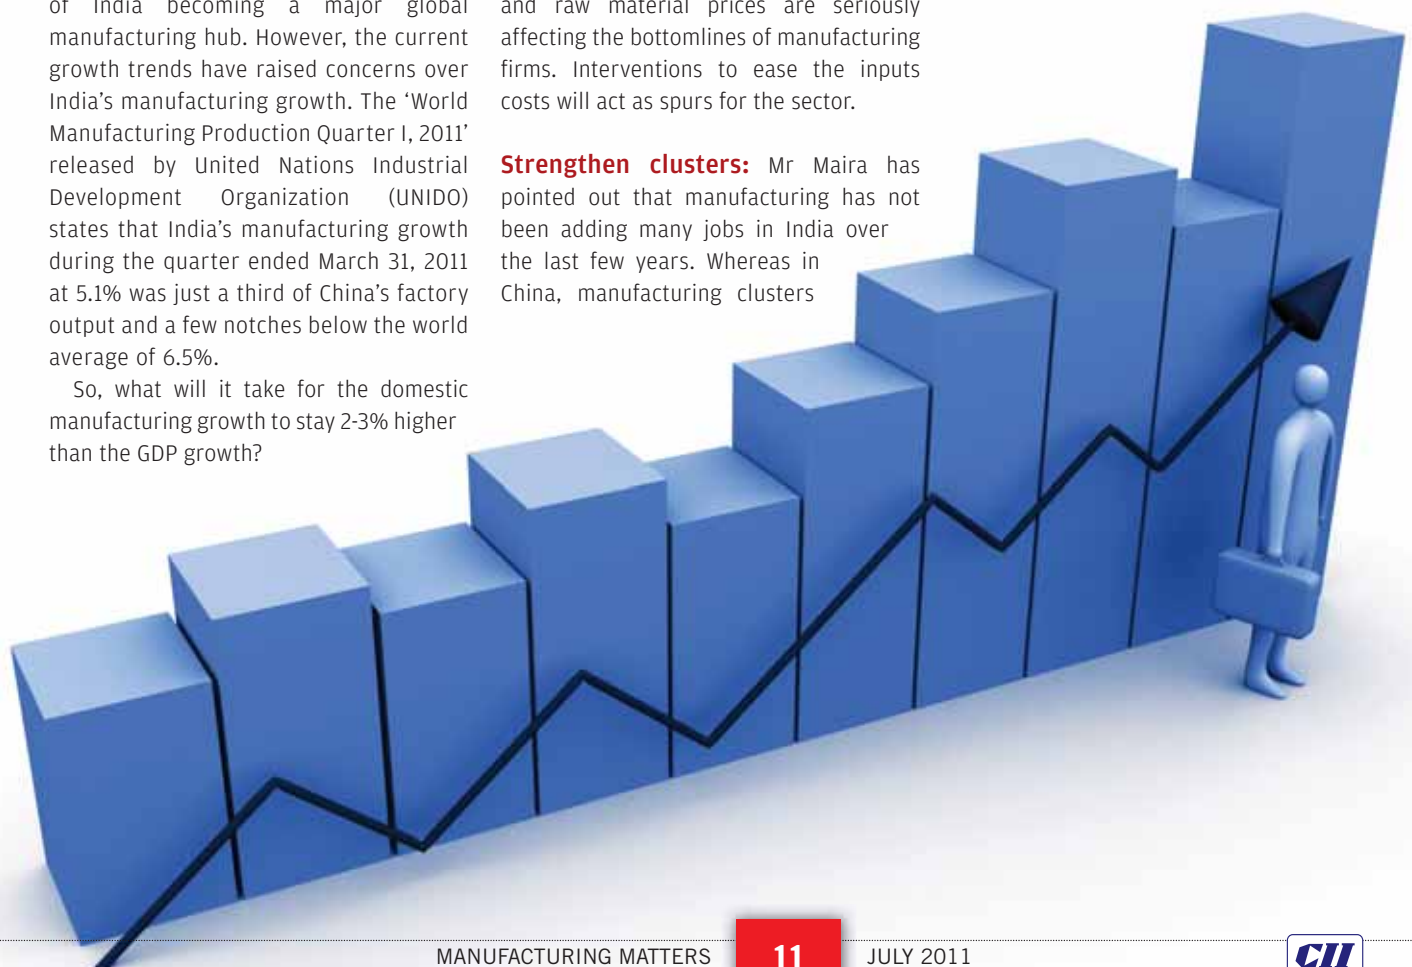 of India becoming a major global
manufacturing hub. However, the current
growth trends have raised concerns over
India’s manufacturing growth. The ‘World
Manufacturing Production Quarter I, 2011’
released by United Nations Industrial
Development Organization (UNIDO)
states that India’s manufacturing growth
during the quarter ended March 31, 2011
at 5.1% was just a third of China’s factory
output and a few notches below the world
average of 6.5%.
So, what will it take for the domestic
manufacturing growth to stay 2-3% higher
than the GDP growth?
and raw material prices are seriously
affecting the bottomlines of manufacturing
firms. Interventions to ease the inputs
costs will act as spurs for the sector.
Strengthen clusters: Mr Maira has
pointed out that manufacturing has not
been adding many jobs in India over
the last few years. Whereas in
China, manufacturing clusters
MANUFACTURING MATTERS 11 JULY 2011
CII